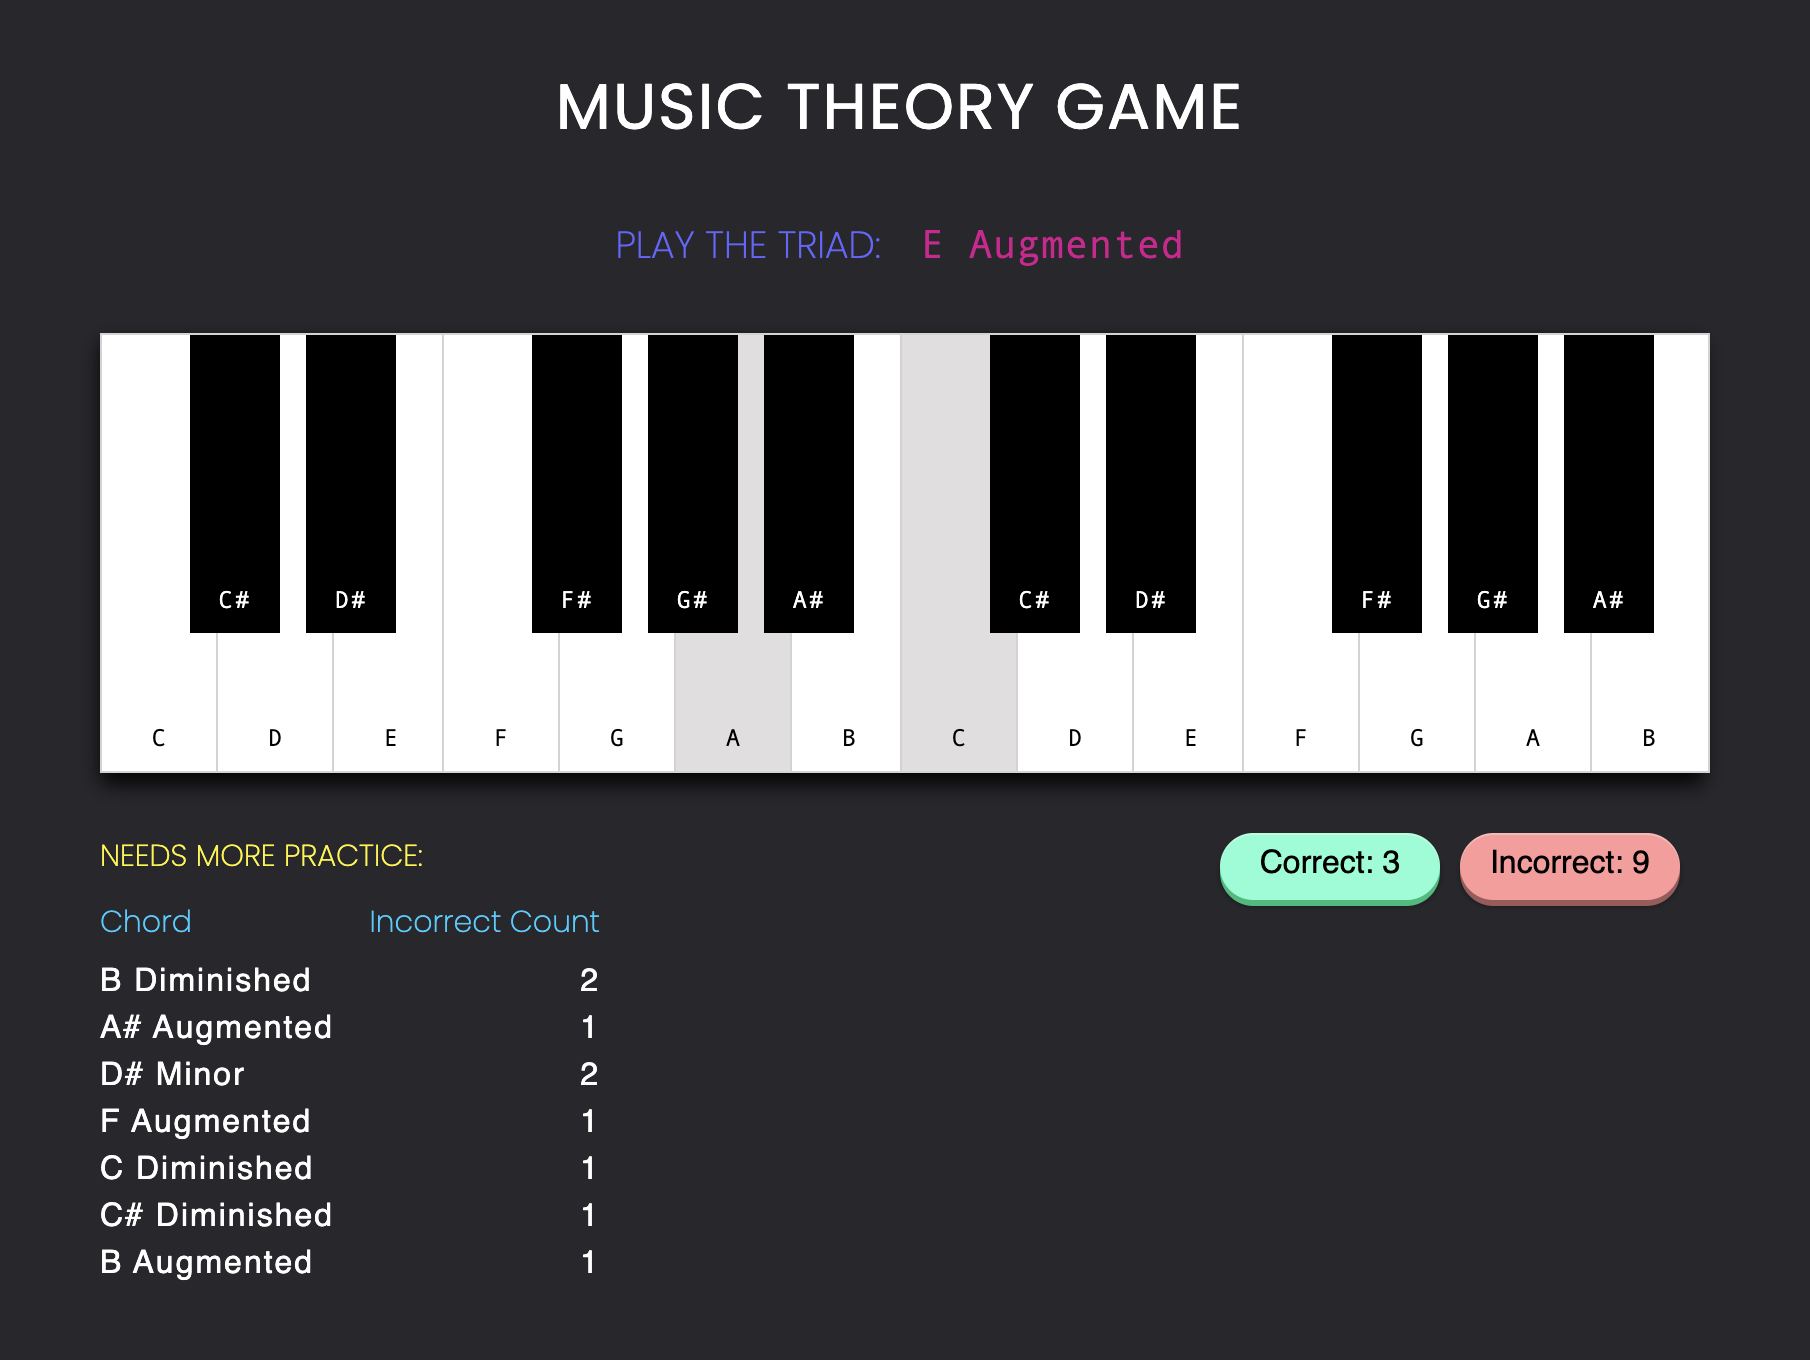 MUSIC THEORY GAME
PLAY THE TRIAD: E Augmented
C# D# F# G# A# C# D# F# G# A#
C D E F G A B C D E F G A B
NEEDS MORE PRACTICE:
Correct: 3 Incorrect: 9
Chord Incorrect Count
B Diminished 2
A# Augmented 1
D# Minor 2
F Augmented 1
C Diminished 1
C# Diminished 1
B Augmented 1